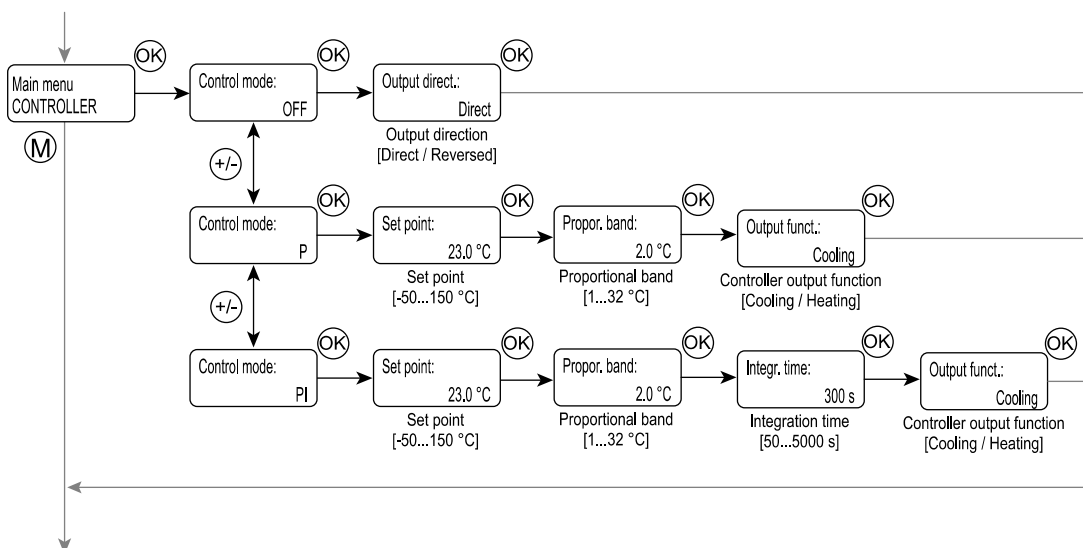 OK
OK
OK
Main menu
CONTROLLER
Control mode:
OFF
Output direct.:
Direct
Output direction
[Direct / Reversed]
M
+/-
OK
OK
OK
OK
Control mode:
P
Set point:
23.0 °C
Propor. band:
2.0 °C
Output funct.:
Cooling
Set point
[-50...150 °C]
Proportional band
[1...32 °C]
Controller output function
[Cooling / Heating]
+/-
OK
OK
OK
OK
OK
Control mode:
PI
Set point:
23.0 °C
Propor. band:
2.0 °C
Integr. time:
300 s
Output funct.:
Cooling
Set point
[-50...150 °C]
Proportional band
[1...32 °C]
Integration time
[50...5000 s]
Controller output function
[Cooling / Heating]